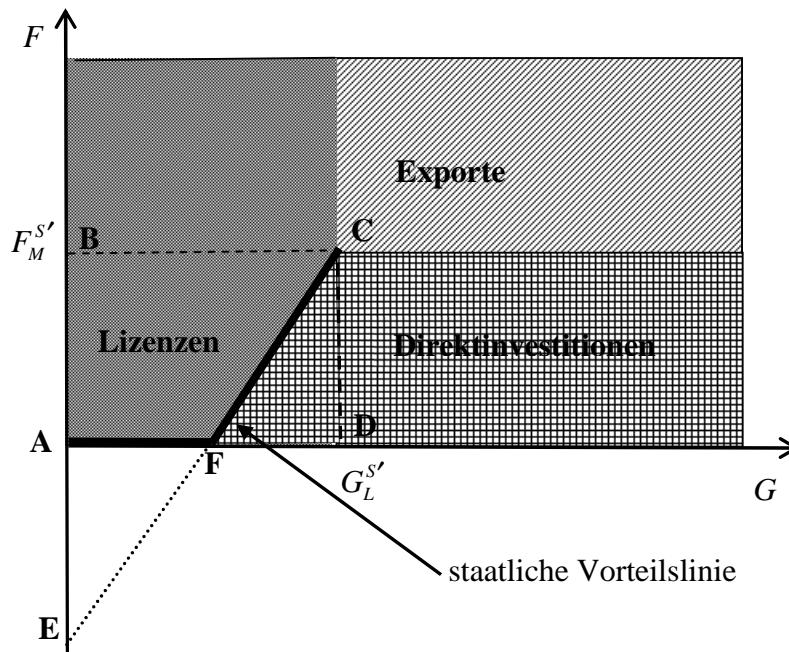 F
Exporte
B
C
F_M^{S′}
Lizenzen
Direktinvestitionen
A
D
F
G_L^{S′}
G
staatliche Vorteilslinie
E